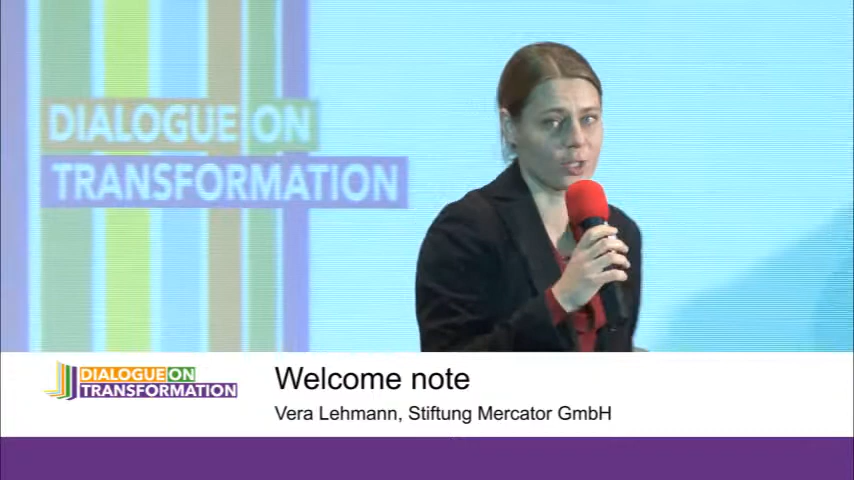 DIALOGUE ON
TRANSFORMATION
DIALOGUE ON
TRANSFORMATION
Welcome note
Vera Lehmann, Stiftung Mercator GmbH